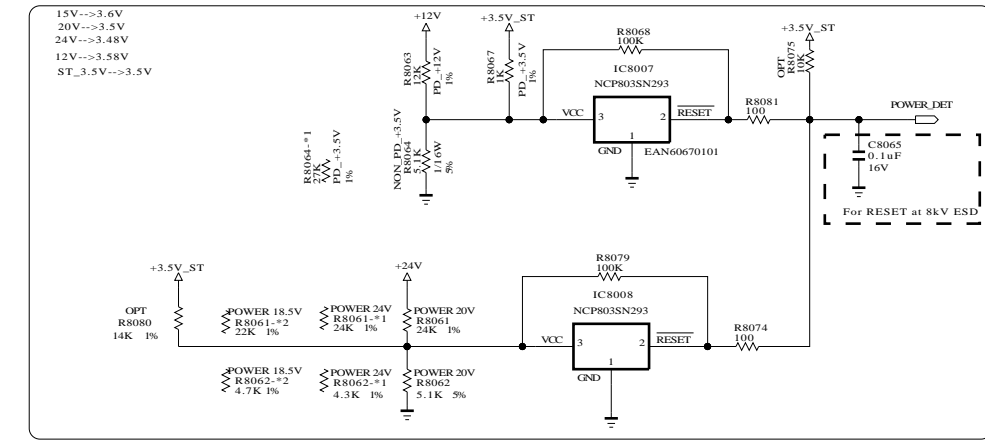 15V-->3.6V
20V-->3.5V
24V-->3.48V
12V-->3.58V
ST_3.5V-->3.5V
+12V
+3.5V_ST
R8063
12K
PD_+12V
1%
R8067
1K
PD_+3.5V
1%
R8068
100K
IC8007
NCP803SN293
VCC
3
2
RESET
1
GND
EAN60670101
R8081
100
+3.5V_ST
OPT
R8075
10K
POWER_DET
C8065
0.1uF
16V
For RESET at 8kV ESD
R8064-*1
27K
PD_+3.5V
1%
NON_PD_+3.5V
R8064
5.1K
1/16W
5%
+3.5V_ST
OPT
R8080
14K 1%
POWER 18.5V
R8061-*2
22K 1%
POWER 24V
R8061-*1
24K 1%
+24V
POWER 20V
R8061
24K 1%
POWER 18.5V
R8062-*2
4.7K 1%
POWER 24V
R8062-*1
4.3K 1%
POWER 20V
R8062
5.1K 5%
R8079
100K
IC8008
NCP803SN293
VCC
3
2
RESET
1
GND
R8074
100